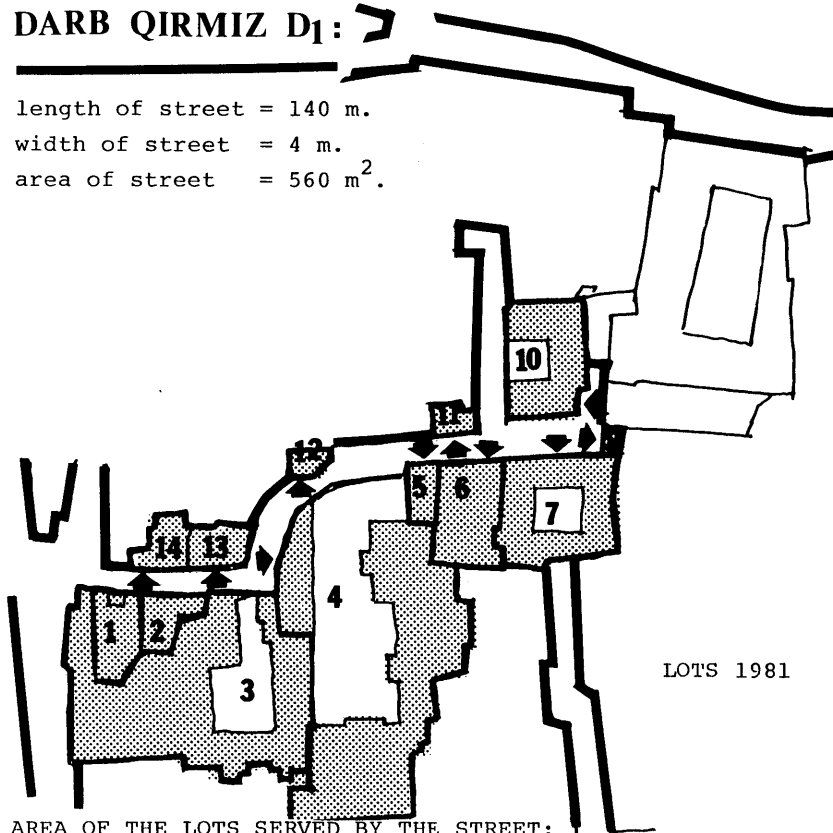 DARB QIRMIZ D1:
length of street = 140 m.
width of street = 4 m.
area of street = 560 m².
10
11
12
5
6
7
14
13
4
1
2
3
LOTS 1981
AREA OF THE LOTS SERVED BY THE STREET: